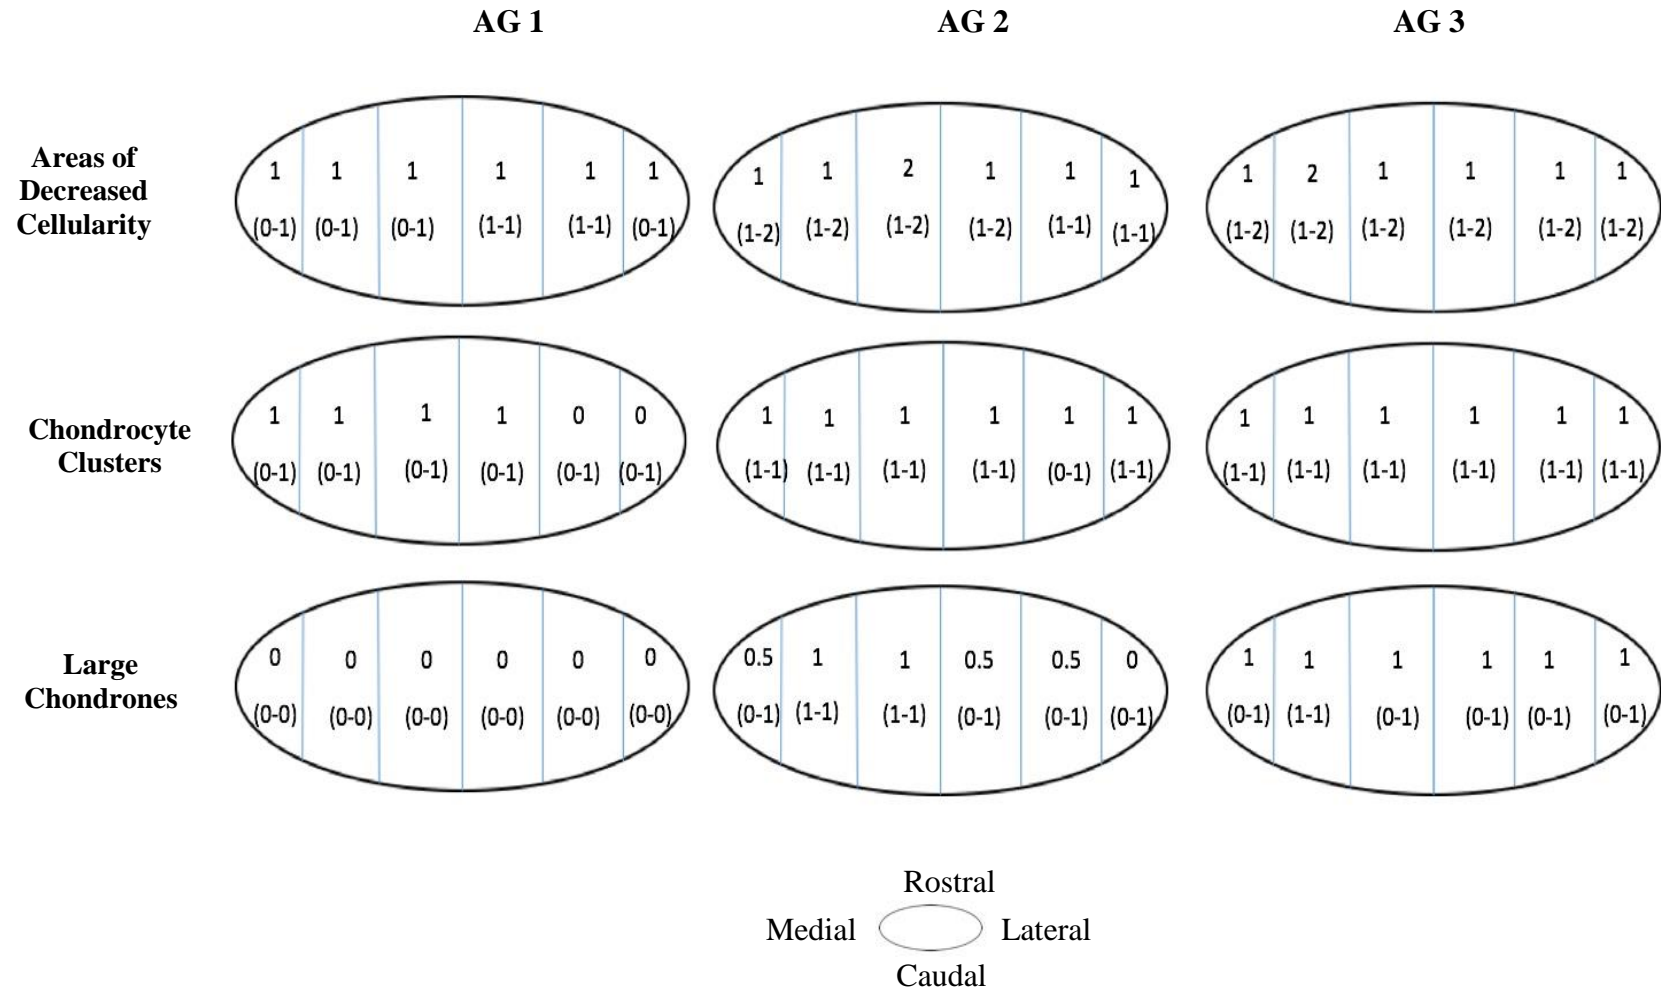 AG 1 AG 2 AG 3
Areas of
Decreased
Cellularity
1 1 1 1 1 1
(0-1) (0-1) (0-1) (1-1) (1-1) (0-1)
1 1 2 1 1 1
(1-2) (1-2) (1-2) (1-2) (1-1) (1-1)
1 2 1 1 1 1
(1-2) (1-2) (1-2) (1-2) (1-2) (1-2)
Chondrocyte
Clusters
1 1 1 1 0 0
(0-1) (0-1) (0-1) (0-1) (0-1) (0-1)
1 1 1 1 1 1
(1-1) (1-1) (1-1) (1-1) (0-1) (1-1)
1 1 1 1 1 1
(1-1) (1-1) (1-1) (1-1) (1-1) (1-1)
Large
Chondrones
0 0 0 0 0 0
(0-0) (0-0) (0-0) (0-0) (0-0) (0-0)
0.5 1 1 0.5 0.5 0
(0-1) (1-1) (1-1) (0-1) (0-1) (0-1)
1 1 1 1 1 1
(0-1) (1-1) (0-1) (0-1) (0-1) (0-1)
Rostral
Medial Lateral
Caudal